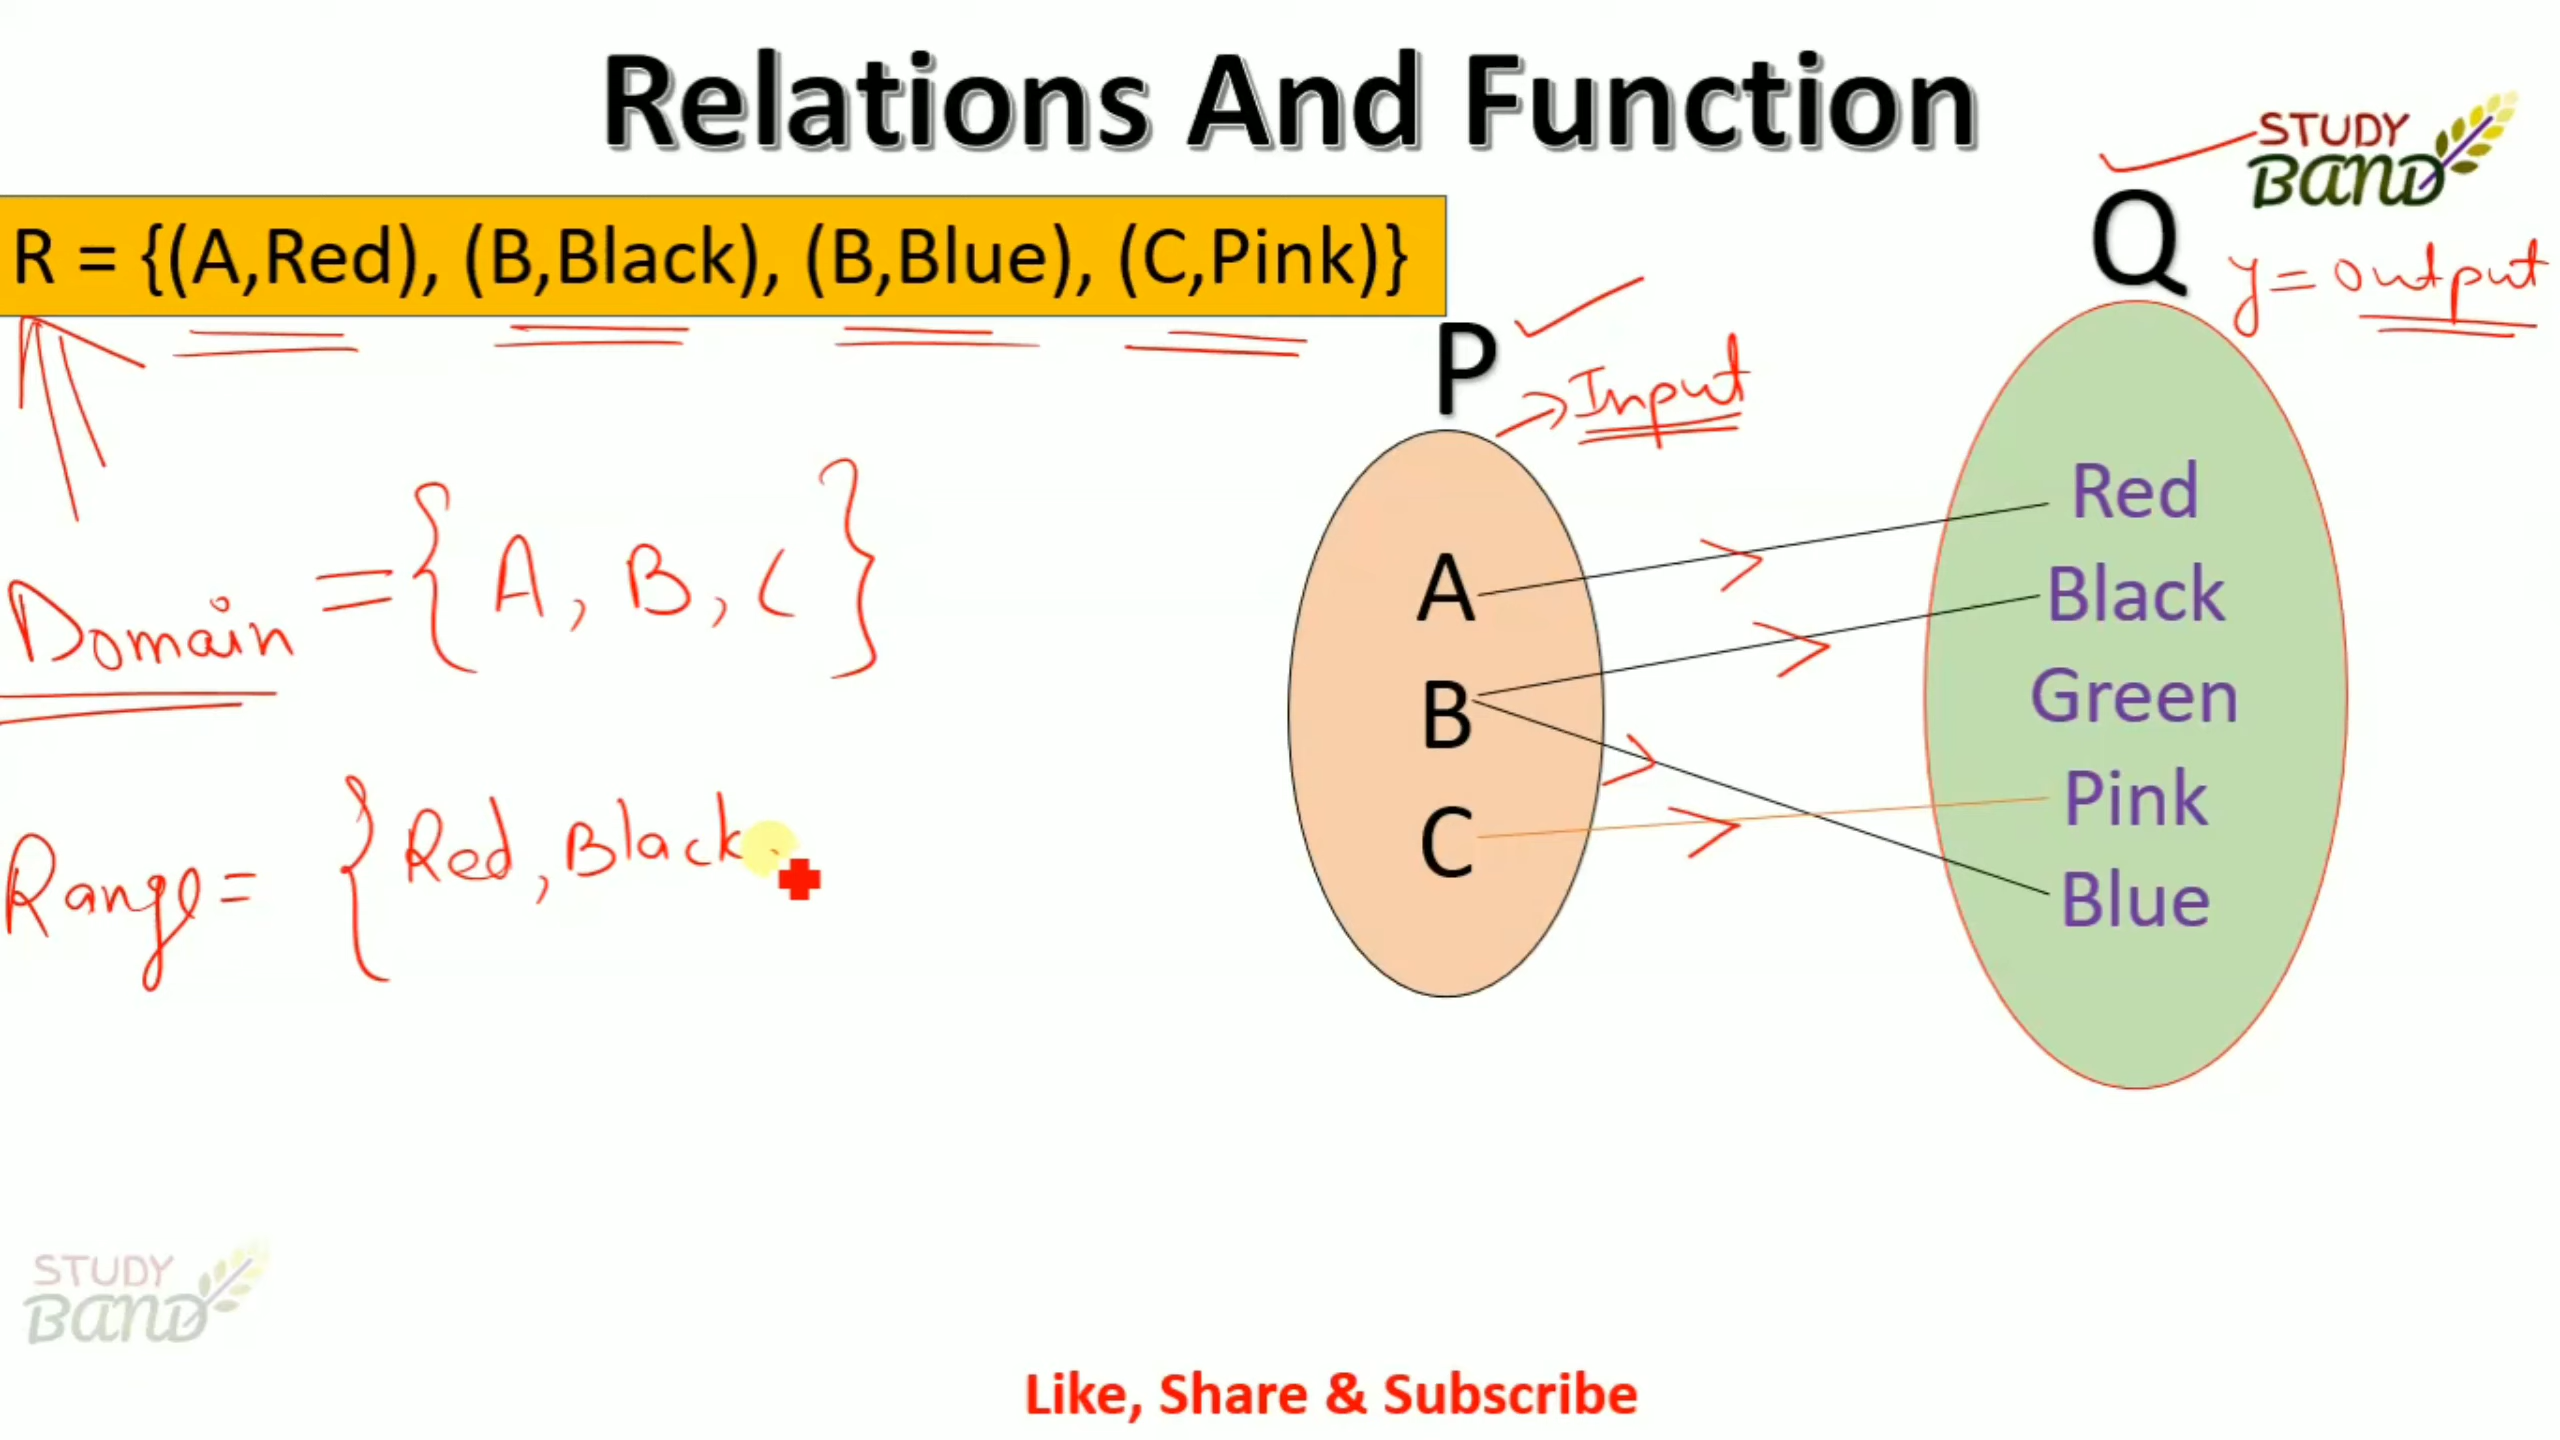 Relations And Function
STUDY
BAND
R = {(A,Red), (B,Black), (B,Blue), (C,Pink)}
Q
y = output
P
Input
Domain = {A, B, C}
Range = {Red, Black
A
B
C
Red
Black
Green
Pink
Blue
STUDY
BAND
Like, Share & Subscribe